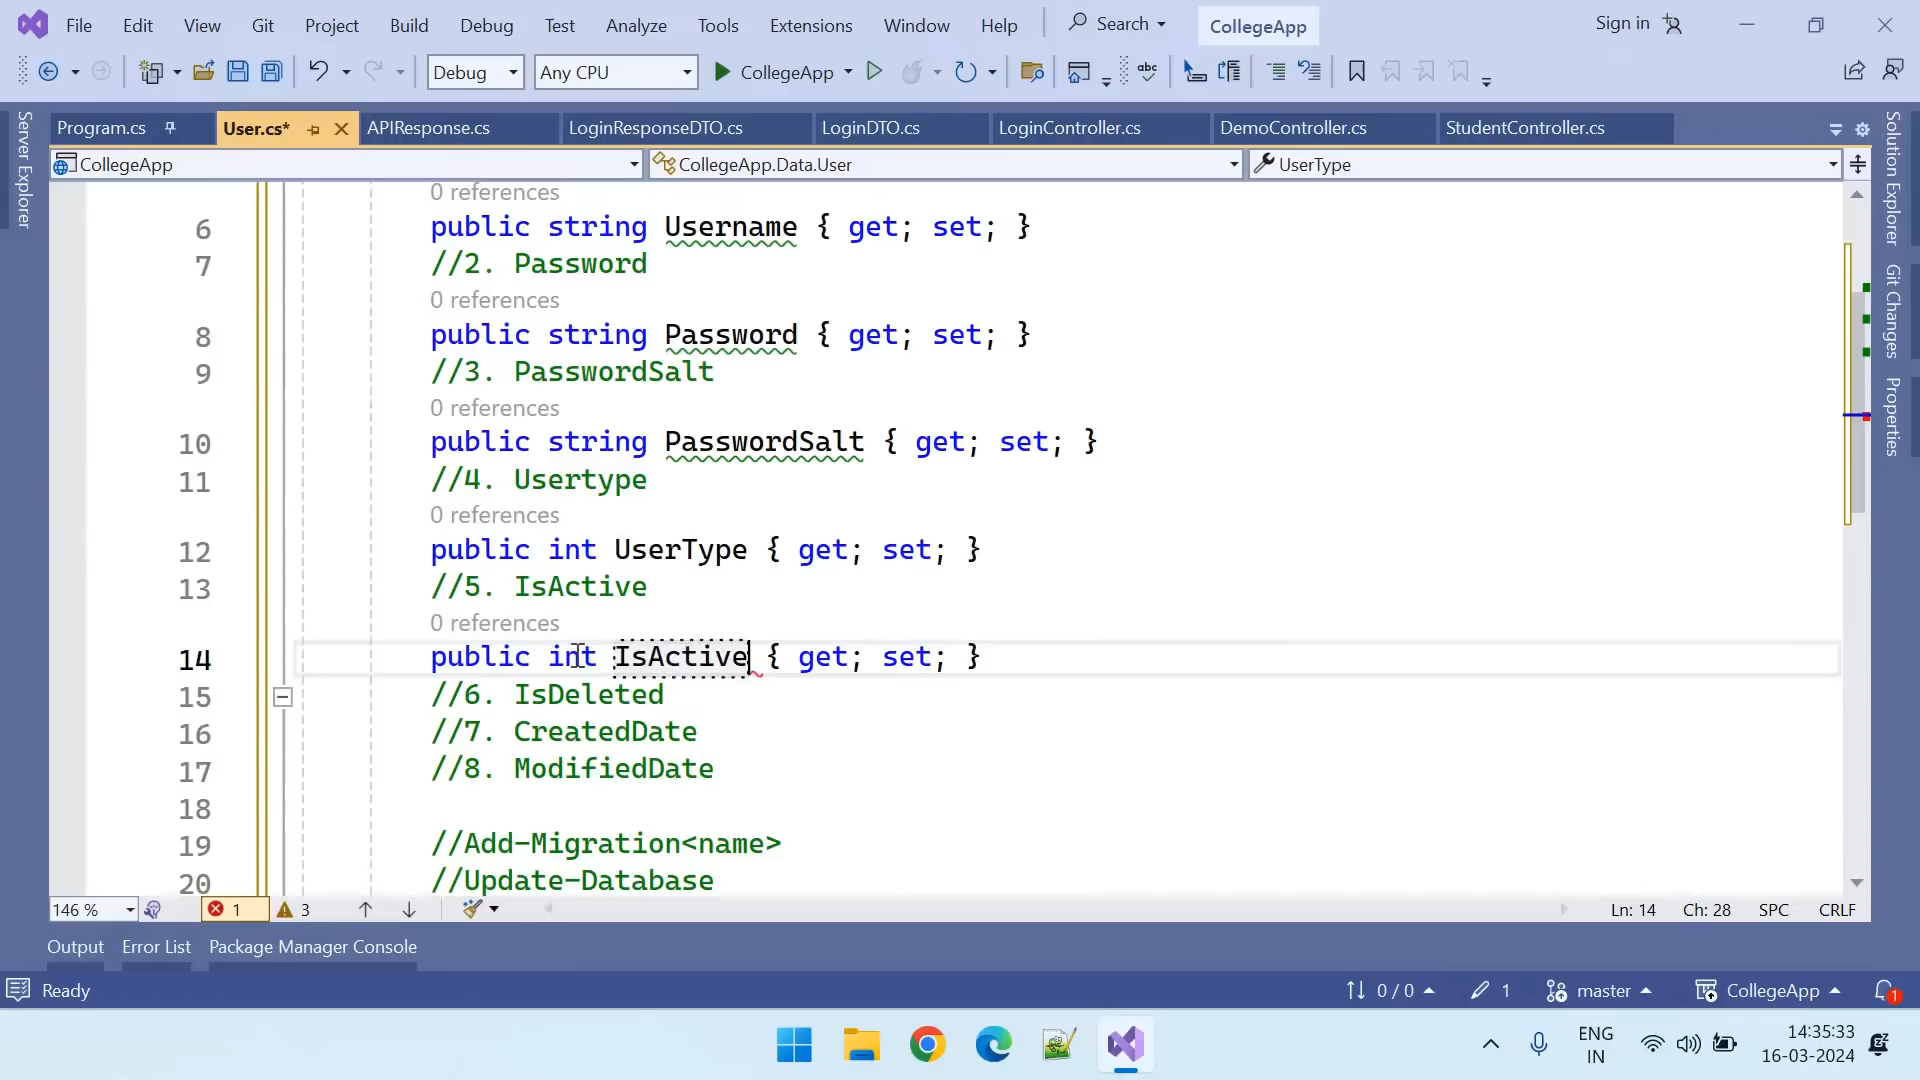 File Edit View Git Project Build Debug Test Analyze Tools Extensions Window Help Search CollegeApp Sign in
Debug Any CPU CollegeApp
Program.cs User.cs* APIResponse.cs LoginResponseDTO.cs LoginDTO.cs LoginController.cs DemoController.cs StudentController.cs
CollegeApp CollegeApp.Data.User UserType
Server Explorer
Solution Explorer
Git Changes
Properties
0 references
6 public string Username { get; set; }
7 //2. Password
0 references
8 public string Password { get; set; }
9 //3. PasswordSalt
0 references
10 public string PasswordSalt { get; set; }
11 //4. Usertype
0 references
12 public int UserType { get; set; }
13 //5. IsActive
0 references
14 public int IsActive { get; set; }
15 //6. IsDeleted
16 //7. CreatedDate
17 //8. ModifiedDate
18
19 //Add-Migration<name>
20 //Update-Database
146 % 1 3 Ln: 14 Ch: 28 SPC CRLF
Output Error List Package Manager Console
Ready 0 / 0 1 master CollegeApp 1
ENG 14:35:33
IN 16-03-2024